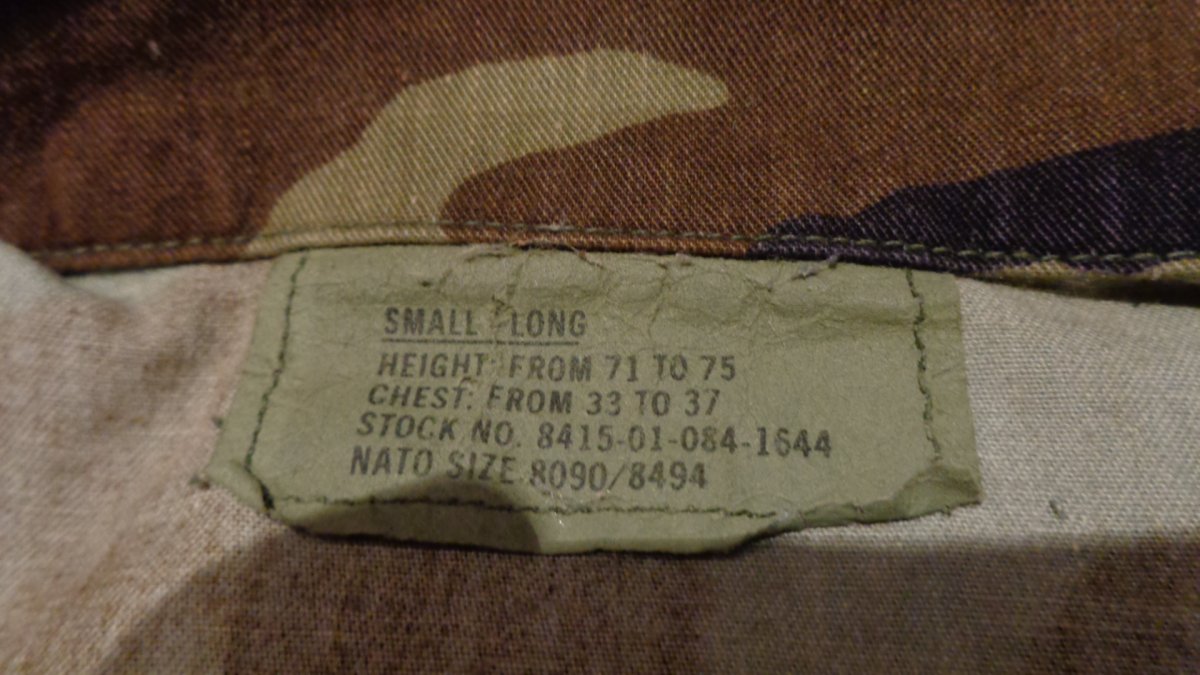 SMALL LONG
HEIGHT: FROM 71 TO 75
CHEST: FROM 33 TO 37
STOCK NO. 8415-01-084-1644
NATO SIZE 8090/8494